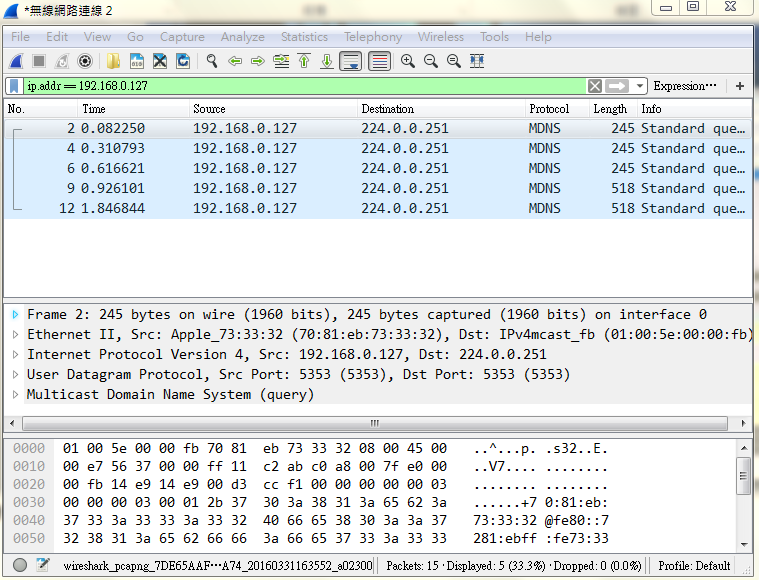 *無線網路連線 2
File Edit View Go Capture Analyze Statistics Telephony Wireless Tools Help
ip.addr == 192.168.0.127 Expression… +
No. Time Source Destination Protocol Length Info
2 0.082250 192.168.0.127 224.0.0.251 MDNS 245 Standard que…
4 0.310793 192.168.0.127 224.0.0.251 MDNS 245 Standard que…
6 0.616621 192.168.0.127 224.0.0.251 MDNS 245 Standard que…
9 0.926101 192.168.0.127 224.0.0.251 MDNS 518 Standard que…
12 1.846844 192.168.0.127 224.0.0.251 MDNS 518 Standard que…
Frame 2: 245 bytes on wire (1960 bits), 245 bytes captured (1960 bits) on interface 0
Ethernet II, Src: Apple_73:33:32 (70:81:eb:73:33:32), Dst: IPv4mcast_fb (01:00:5e:00:00:fb)
Internet Protocol Version 4, Src: 192.168.0.127, Dst: 224.0.0.251
User Datagram Protocol, Src Port: 5353 (5353), Dst Port: 5353 (5353)
Multicast Domain Name System (query)
0000 01 00 5e 00 00 fb 70 81 eb 73 33 32 08 00 45 00 ..^...p. .s32..E.
0010 00 e7 56 37 00 00 ff 11 c2 ab c0 a8 00 7f e0 00 ..V7.... ........
0020 00 fb 14 e9 14 e9 00 d3 cc f1 00 00 00 00 00 03 ........ ........
0030 00 00 00 03 00 01 2b 37 30 3a 38 31 3a 65 62 3a ......+7 0:81:eb:
0040 37 33 3a 33 33 3a 33 32 40 66 65 38 30 3a 3a 37 73:33:32 @fe80::7
0050 32 38 31 3a 65 62 66 66 3a 66 65 37 33 3a 33 33 281:ebff :fe73:33
wireshark_pcapng_7DE65AAF…A74_20160331163552_a02300 Packets: 15 · Displayed: 5 (33.3%) · Dropped: 0 (0.0%) Profile: Default